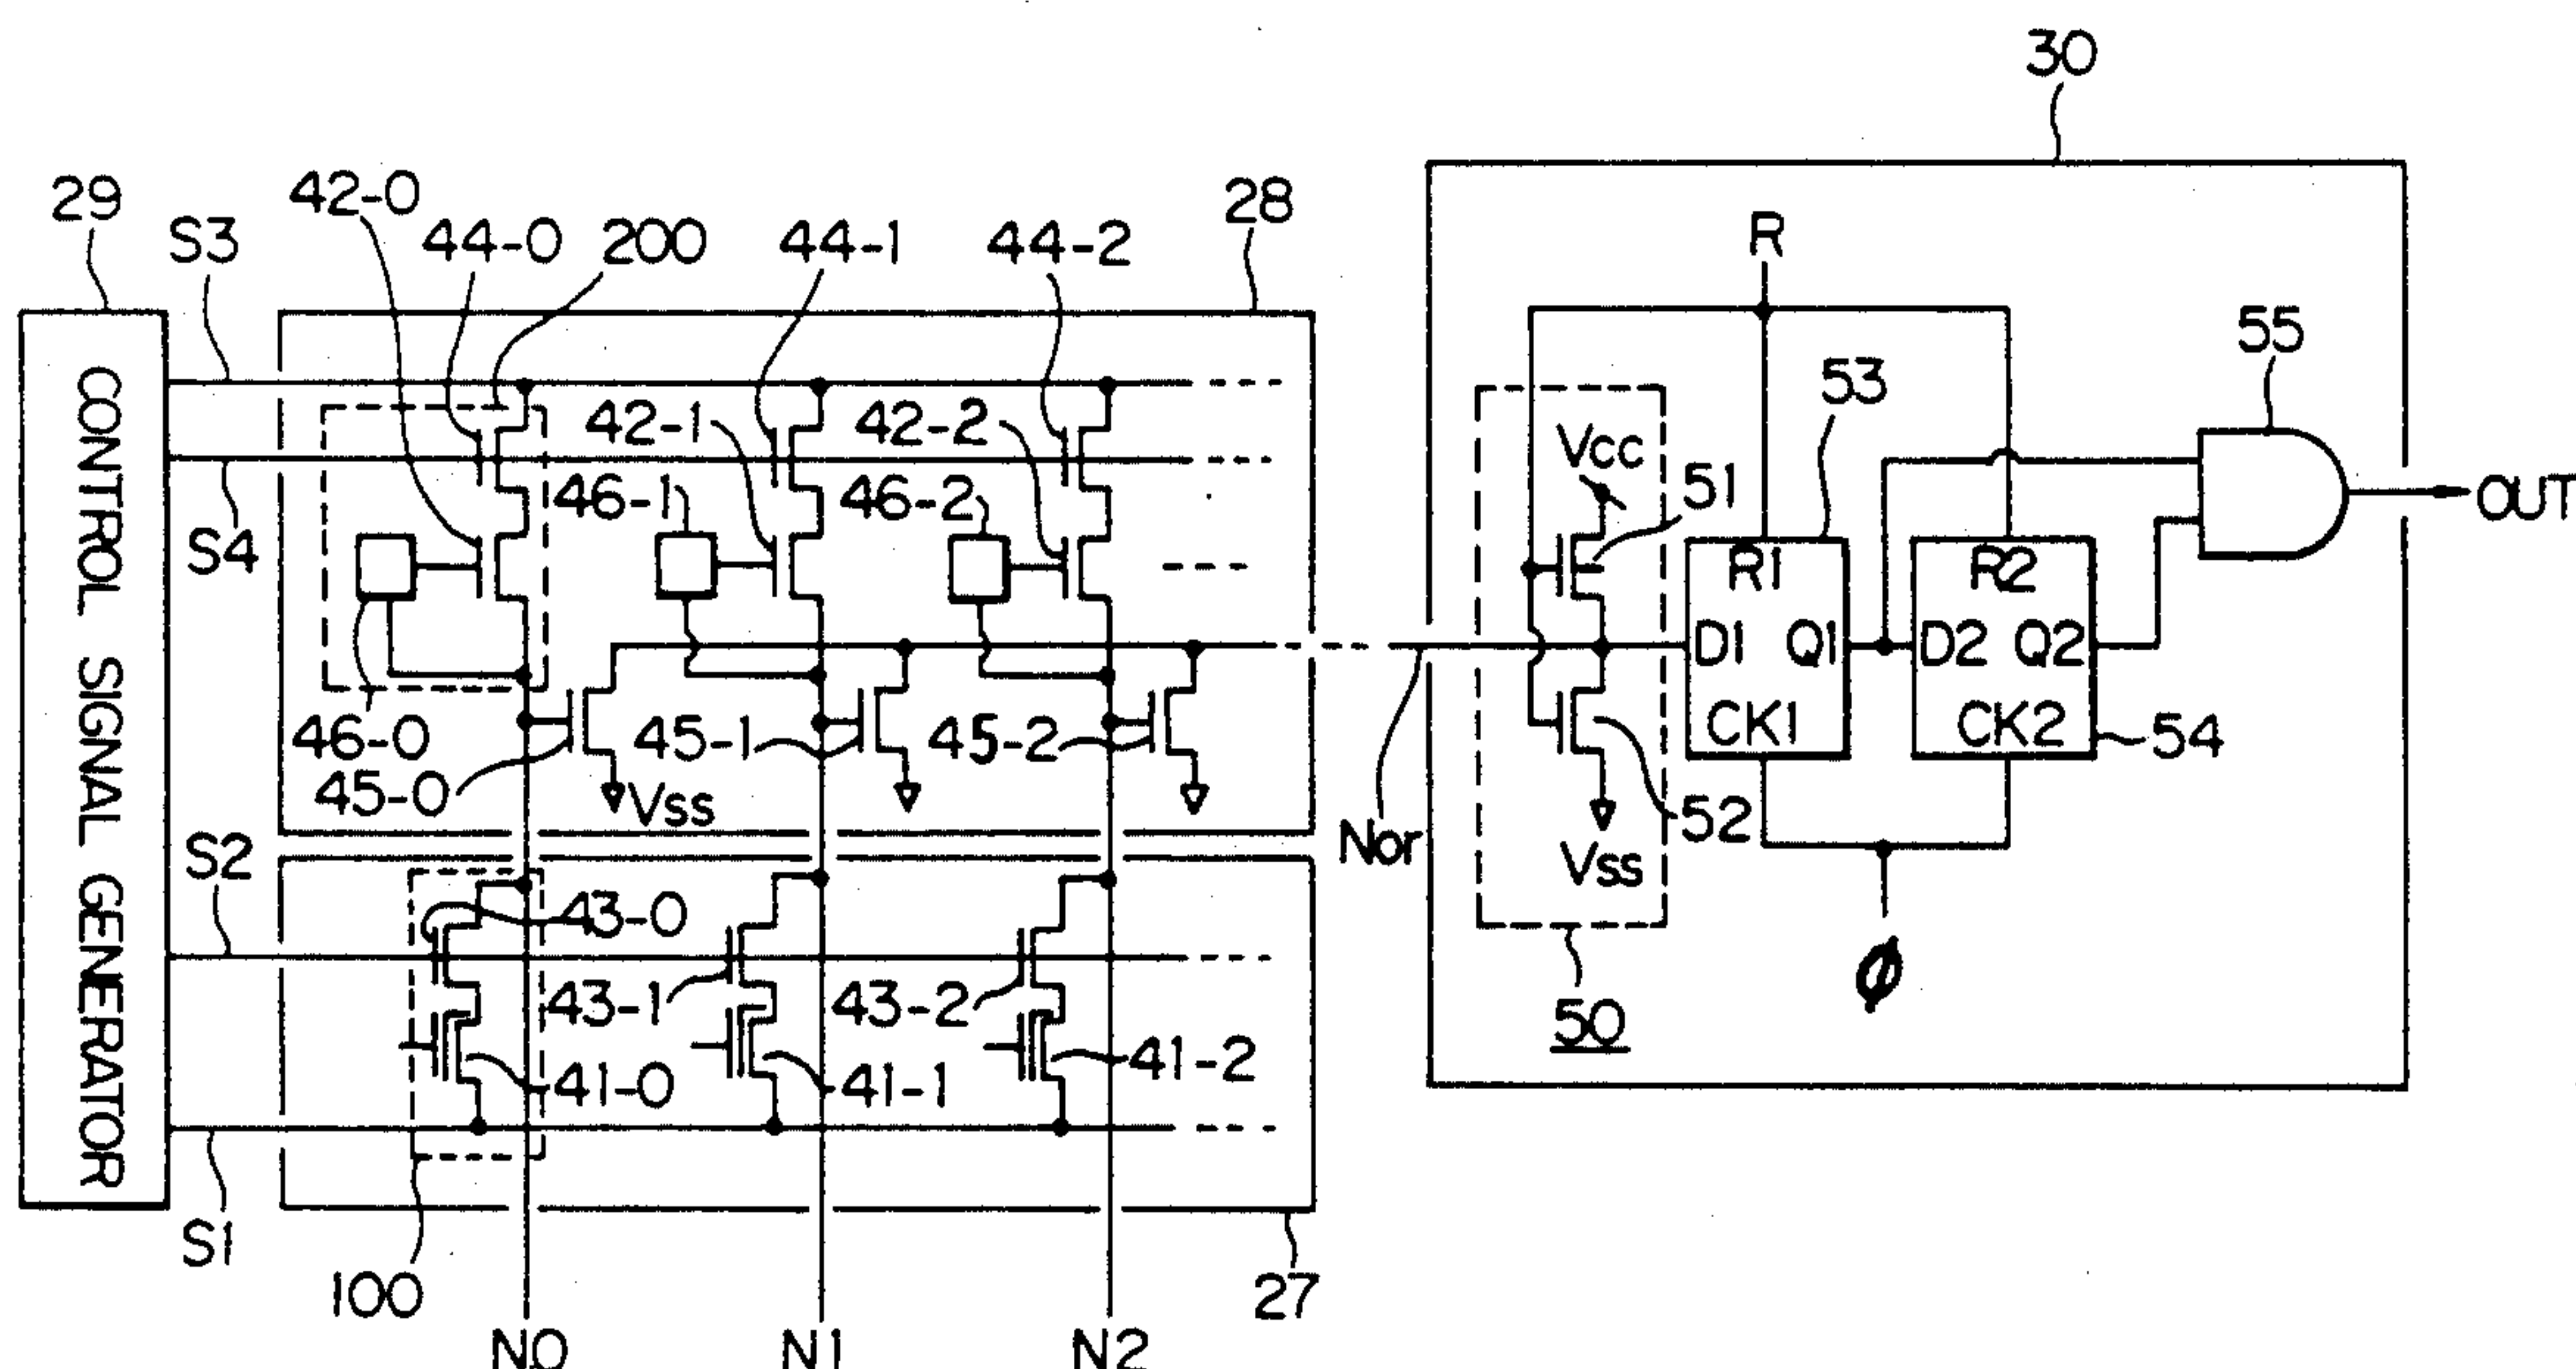 30
29
S3
42-0
44-0
200
44-1
44-2
28
R
55
53
Vcc
51
OUT
42-1
42-2
46-1
46-2
S4
CONTROL SIGNAL GENERATOR
R1
R2
D1 Q1
D2 Q2
CK1
CK2
54
46-0
45-0
45-1
45-2
Vss
Nor
52
Vss
S2
43-0
43-1
43-2
Ø
50
41-0
41-1
41-2
S1
100
27
N0
N1
N2